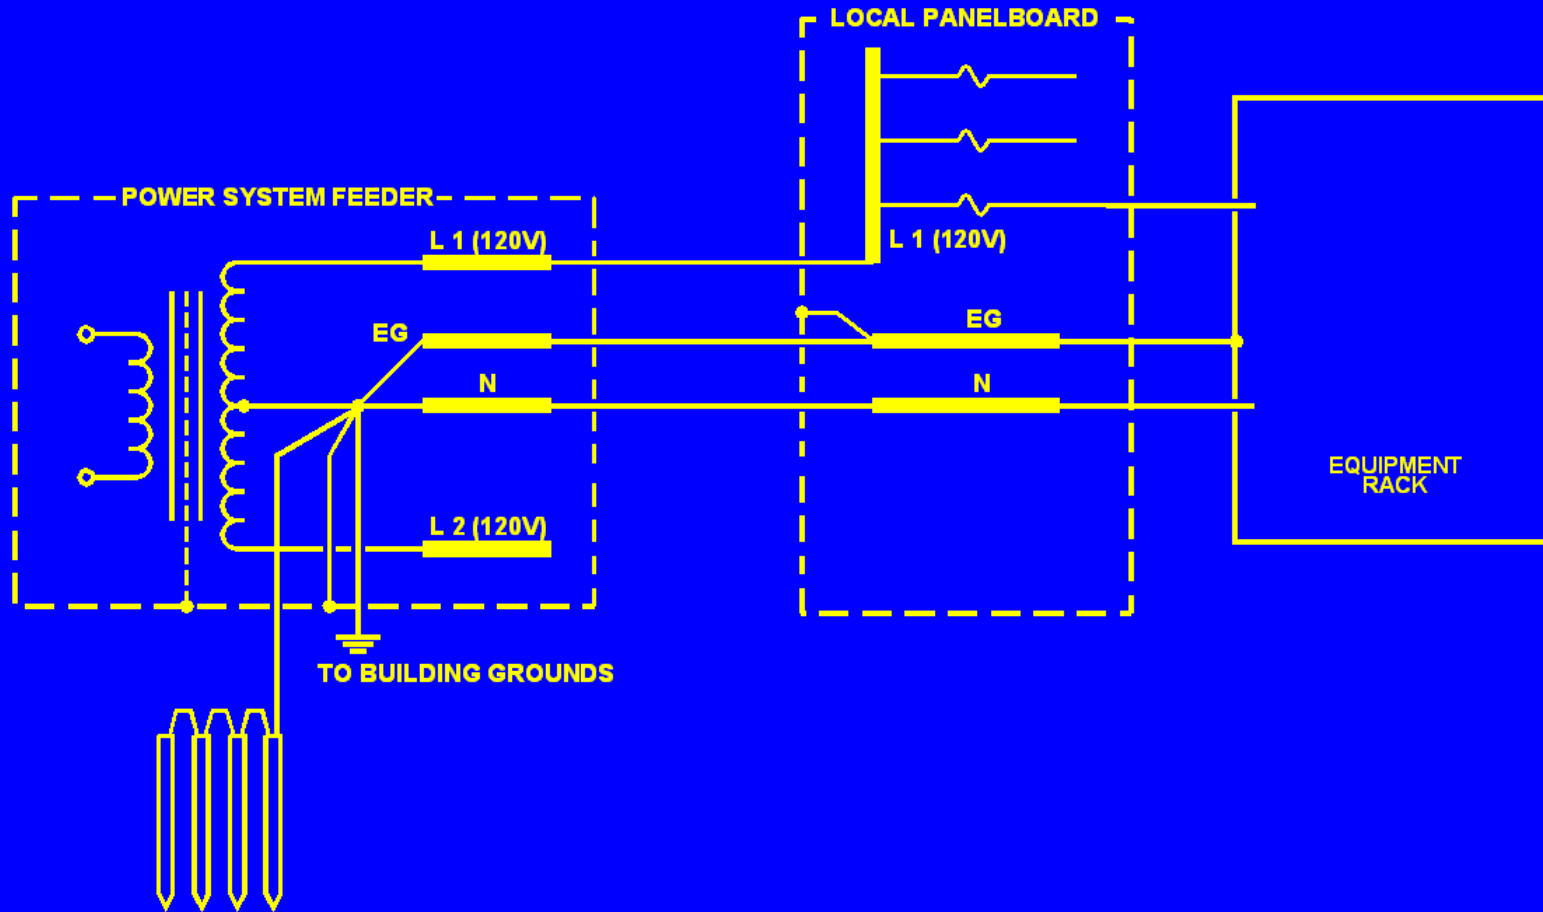 LOCAL PANELBOARD
POWER SYSTEM FEEDER
L 1 (120V)
L 1 (120V)
EG
EG
N
N
EQUIPMENT
RACK
L 2 (120V)
TO BUILDING GROUNDS